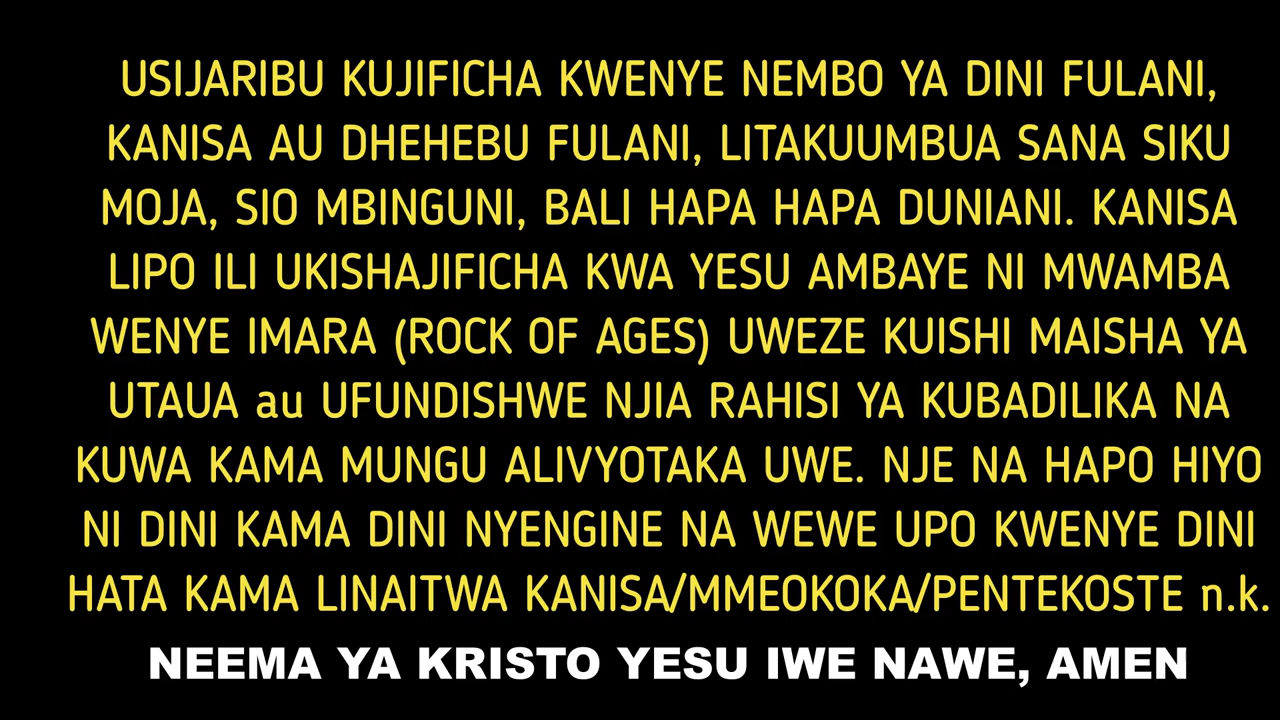 USIJARIBU KUJIFICHA KWENYE NEMBO YA DINI FULANI,
KANISA AU DHEHEBU FULANI, LITAKUUMBUA SANA SIKU
MOJA, SIO MBINGUNI, BALI HAPA HAPA DUNIANI. KANISA
LIPO ILI UKISHAJIFICHA KWA YESU AMBAYE NI MWAMBA
WENYE IMARA (ROCK OF AGES) UWEZE KUISHI MAISHA YA
UTAUA au UFUNDISHWE NJIA RAHISI YA KUBADILIKA NA
KUWA KAMA MUNGU ALIVYOTAKA UWE. NJE NA HAPO HIYO
NI DINI KAMA DINI NYENGINE NA WEWE UPO KWENYE DINI
HATA KAMA LINAITWA KANISA/MMEOKOKA/PENTEKOSTE n.k.
NEEMA YA KRISTO YESU IWE NAWE, AMEN